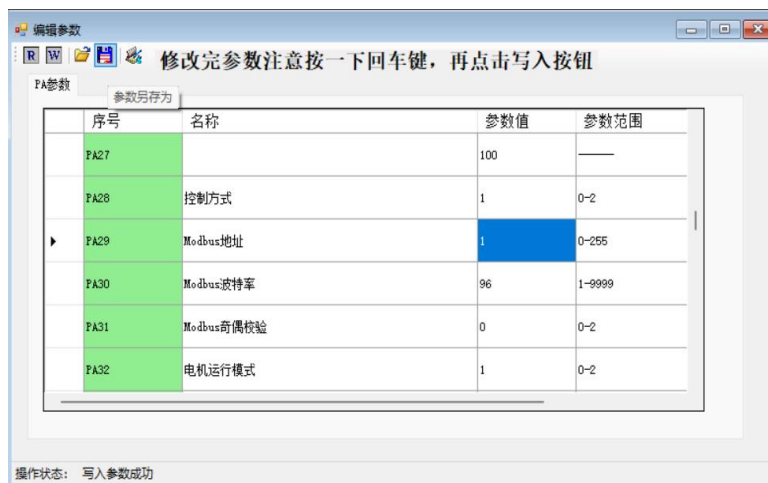 编辑参数
R W 修改完参数注意按一下回车键，再点击写入按钮
PA参数
参数另存为
序号 名称 参数值 参数范围
PA27 100 ———
PA28 控制方式 1 0-2
PA29 Modbus地址 1 0-255
PA30 Modbus波特率 96 1-9999
PA31 Modbus奇偶校验 0 0-2
PA32 电机运行模式 1 0-2
操作状态： 写入参数成功